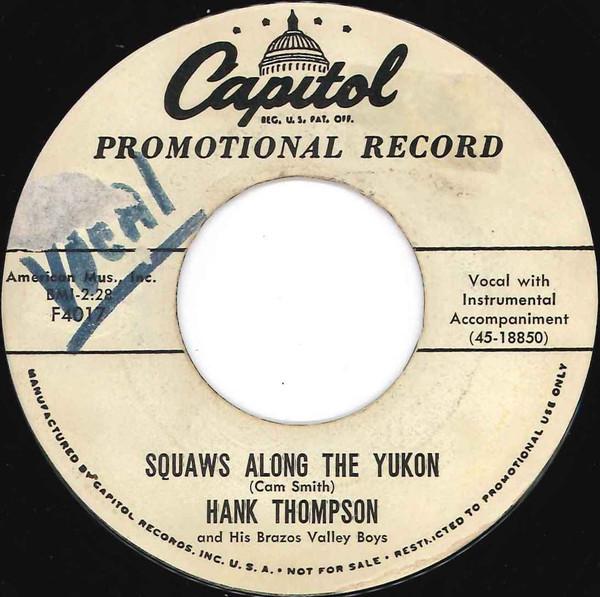 Capitol
REG. U.S. PAT. OFF.
PROMOTIONAL RECORD
Vocal
American Mus., Inc.
BMI-2:28
F4017
Vocal with
Instrumental
Accompaniment
(45-18850)
SQUAWS ALONG THE YUKON
(Cam Smith)
HANK THOMPSON
and His Brazos Valley Boys
MANUFACTURED BY CAPITOL RECORDS, INC. U.S.A. • NOT FOR SALE • RESTRICTED TO PROMOTIONAL USE ONLY